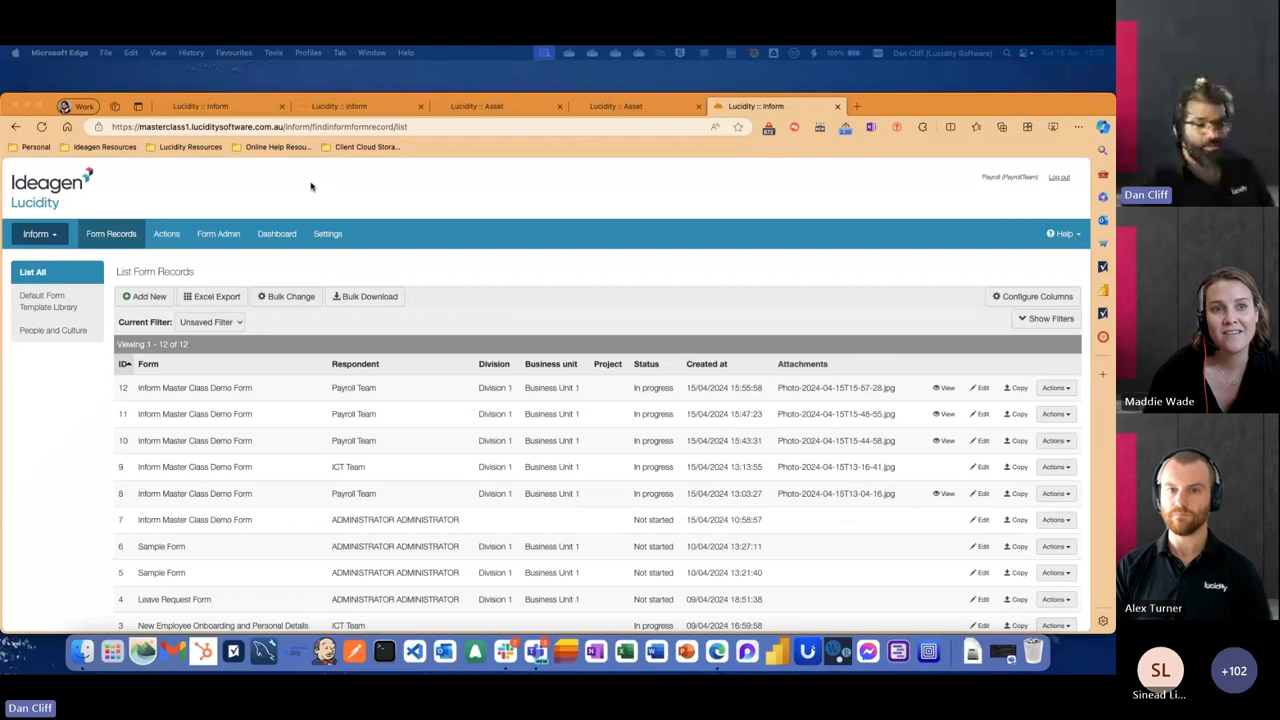 Microsoft Edge File Edit View History Favourites Tools Profiles Tab Window Help 100% Dan Cliff (Lucidity Software)
Work Lucidity :: Inform Lucidity :: Inform Lucidity :: Asset Lucidity :: Asset Lucidity :: Inform
https://masterclass1.luciditysoftware.com.au/inform/findinformformrecord/list
Personal Ideagen Resources Lucidity Resources Online Help Resou... Client Cloud Stora...
Ideagen
Lucidity
Payroll (PayrollTeam) Log out
Inform Form Records Actions Form Admin Dashboard Settings Help
List All
Default Form
Template Library
People and Culture
List Form Records
Add New Excel Export Bulk Change Bulk Download Configure Columns
Current Filter: Unsaved Filter Show Filters
Viewing 1 - 12 of 12
ID Form Respondent Division Business unit Project Status Created at Attachments
12 Inform Master Class Demo Form Payroll Team Division 1 Business Unit 1 In progress 15/04/2024 15:55:58 Photo-2024-04-15T15-57-28.jpg View Edit Copy Actions
11 Inform Master Class Demo Form Payroll Team Division 1 Business Unit 1 In progress 15/04/2024 15:47:23 Photo-2024-04-15T15-48-55.jpg View Edit Copy Actions
10 Inform Master Class Demo Form Payroll Team Division 1 Business Unit 1 In progress 15/04/2024 15:43:31 Photo-2024-04-15T15-44-58.jpg View Edit Copy Actions
9 Inform Master Class Demo Form ICT Team Division 1 Business Unit 1 In progress 15/04/2024 13:13:55 Photo-2024-04-15T13-16-41.jpg Edit Copy Actions
8 Inform Master Class Demo Form Payroll Team Division 1 Business Unit 1 In progress 15/04/2024 13:03:27 Photo-2024-04-15T13-04-16.jpg View Edit Copy Actions
7 Inform Master Class Demo Form ADMINISTRATOR ADMINISTRATOR Division 1 Business Unit 1 Not started 15/04/2024 10:58:57 Edit Copy Actions
6 Sample Form ADMINISTRATOR ADMINISTRATOR Division 1 Business Unit 1 Not started 10/04/2024 13:27:11 Edit Copy Actions
5 Sample Form ADMINISTRATOR ADMINISTRATOR Division 1 Business Unit 1 Not started 10/04/2024 13:21:40 Edit Copy Actions
4 Leave Request Form ADMINISTRATOR ADMINISTRATOR Division 1 Business Unit 1 Not started 09/04/2024 18:51:38 Edit Copy Actions
3 New Employee Onboarding and Personal Details ICT Team In progress 09/04/2024 16:59:58 Edit Copy Actions
Dan Cliff
Maddie Wade
lucidity
Alex Turner
SL
Sinead Li...
+102
Dan Cliff